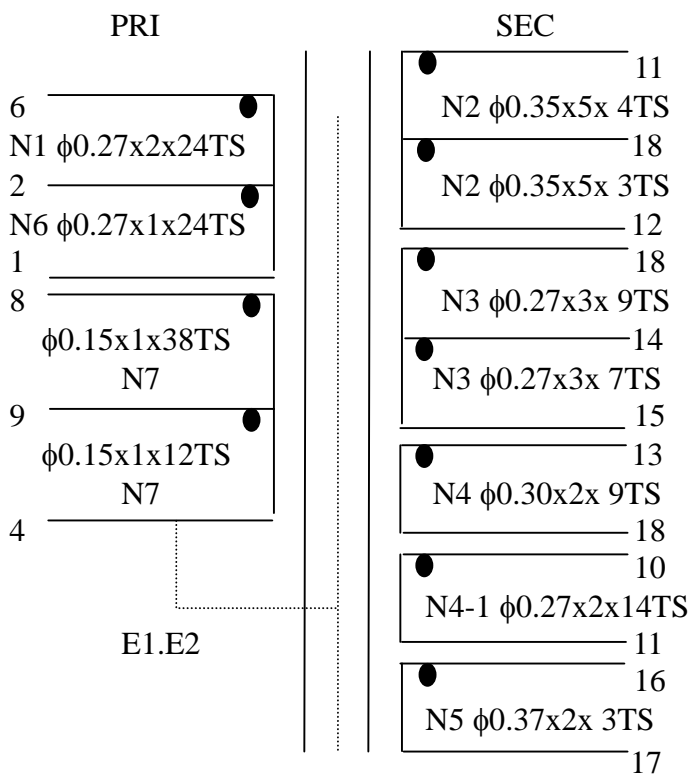 PRI
6
N1 ϕ0.27x2x24TS
2
N6 ϕ0.27x1x24TS
1
8
ϕ0.15x1x38TS
N7
9
ϕ0.15x1x12TS
N7
4
E1.E2
SEC
11
N2 ϕ0.35x5x 4TS
18
N2 ϕ0.35x5x 3TS
12
18
N3 ϕ0.27x3x 9TS
14
N3 ϕ0.27x3x 7TS
15
13
N4 ϕ0.30x2x 9TS
18
10
N4-1 ϕ0.27x2x14TS
11
16
N5 ϕ0.37x2x 3TS
17